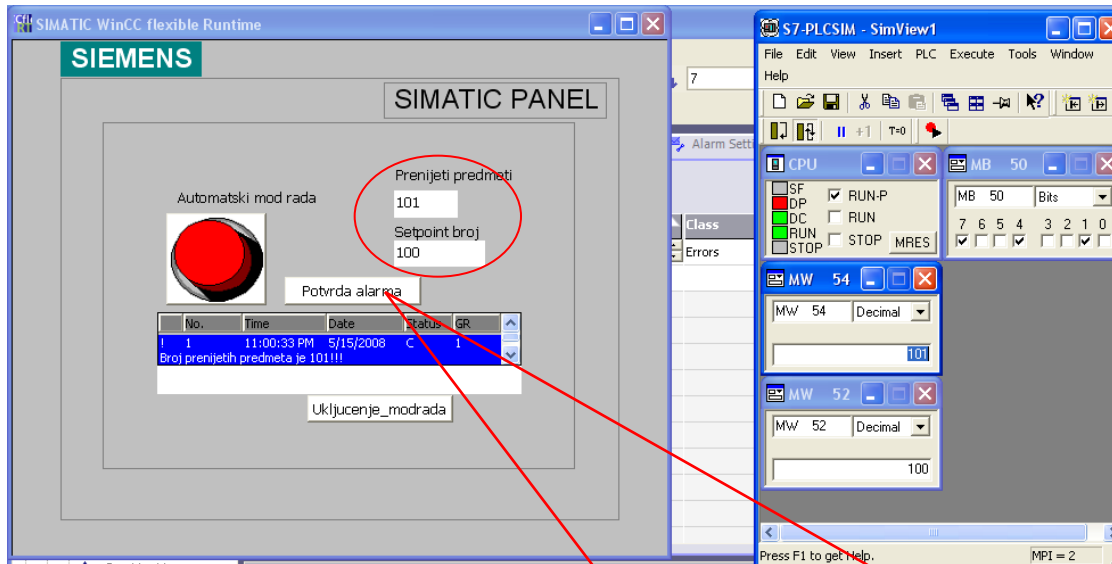 SIMATIC WinCC flexible Runtime
SIEMENS
SIMATIC PANEL
Prenijeti predmeti
101
Automatski mod rada
Setpoint broj
100
Potvrda alarma
No. Time Date Status GR
! 1 11:00:33 PM 5/15/2008 C 1
Broj prenijetih predmeta je 101!!!
Ukljucenje_modrada
7
Alarm Setti
Class
Errors
S7-PLCSIM - SimView1
File Edit View Insert PLC Execute Tools Window
Help
+1 T=0
CPU
SF
DP
DC
RUN
STOP
RUN-P
RUN
STOP MRES
MB 50
MB 50 Bits
7 6 5 4 3 2 1 0
MW 54
MW 54 Decimal
101
MW 52
MW 52 Decimal
100
Press F1 to get Help. MPI = 2